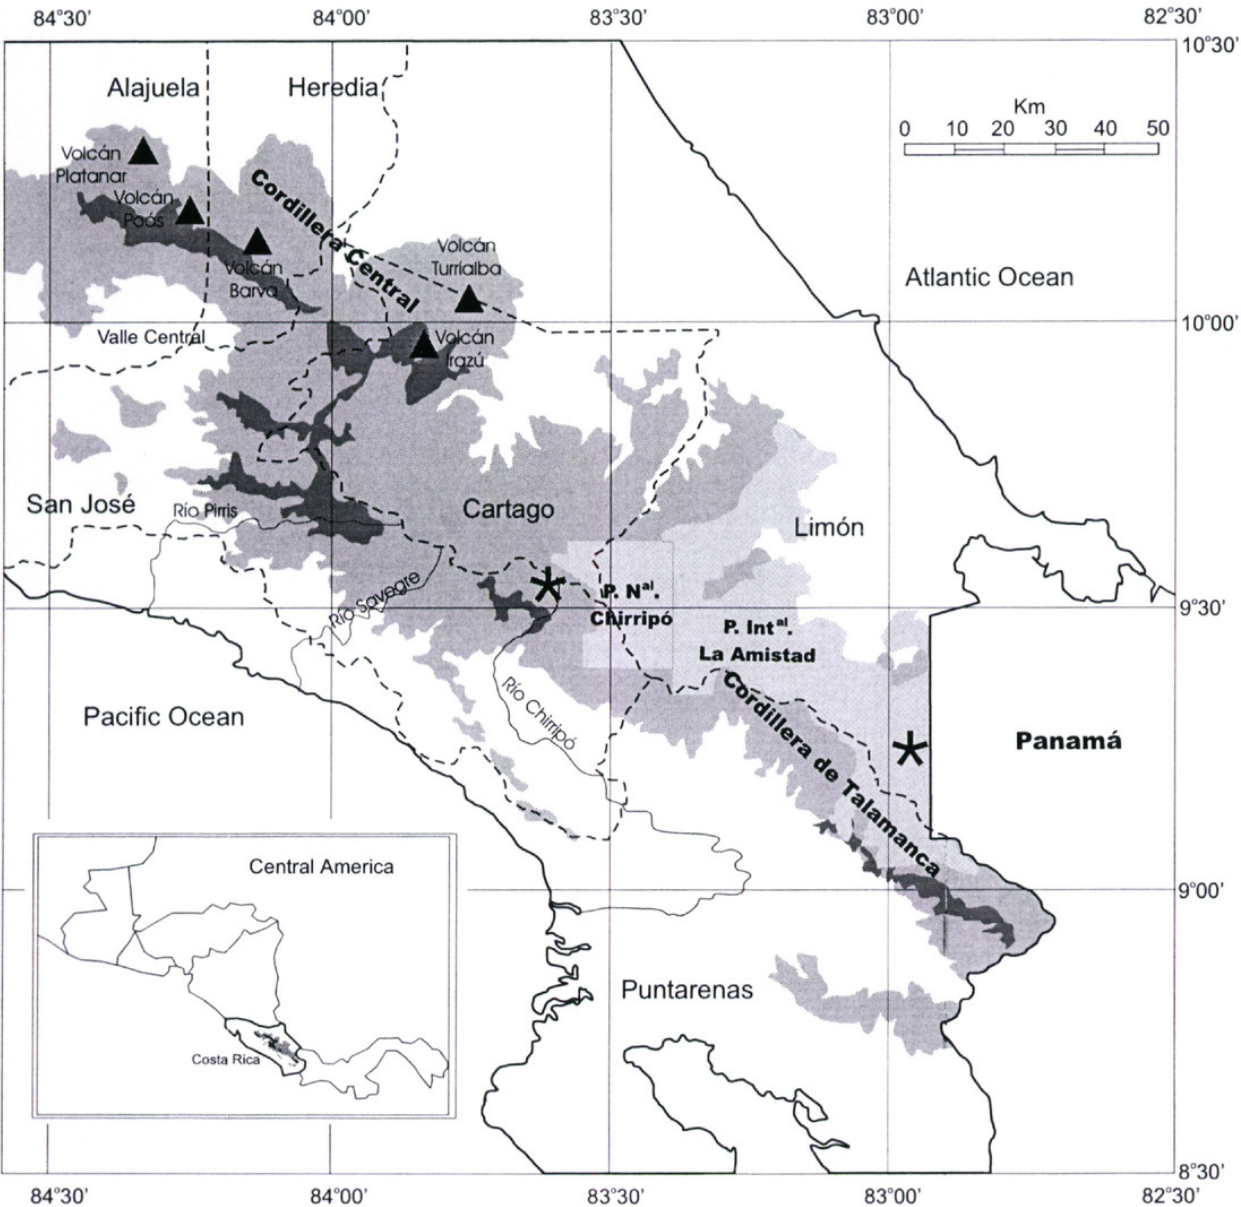 84°30'
84°00'
83°30'
83°00'
82°30'
10°30'
Alajuela
Heredia
Km
0 10 20 30 40 50
Volcán
Platanar
Volcán
Poás
Cordillera Central
Volcán
Barva
Volcán
Turrialba
Atlantic Ocean
10°00'
Valle Central
Volcán
Irazú
San José
Río Pirris
Cartago
Limón
Río Savegre
P. Nal.
Chirripó
9°30'
P. Intal.
La Amistad
Río Chirripó
Pacific Ocean
Cordillera de Talamanca
Panamá
Central America
9°00'
Puntarenas
Costa Rica
8°30'
84°30'
84°00'
83°30'
83°00'
82°30'